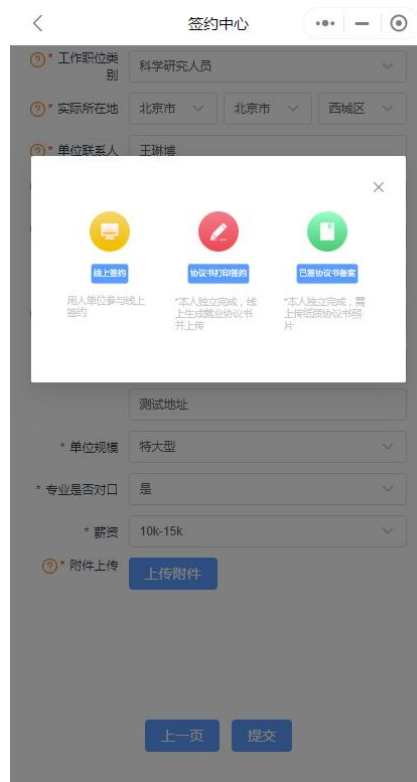 签约中心
* 工作职位类
别
科学研究人员
* 实际所在地
北京市
北京市
西城区
* 单位联系人
王琳博
线上签约
协议书打印签约
已签协议书备案
用人单位参与线上
签约
*本人独立完成，线
上生成就业协议书
并上传
*本人独立完成，需
上传纸质协议书照
片
测试地址
* 单位规模
特大型
* 专业是否对口
是
* 薪资
10k-15k
* 附件上传
上传附件
上一页
提交